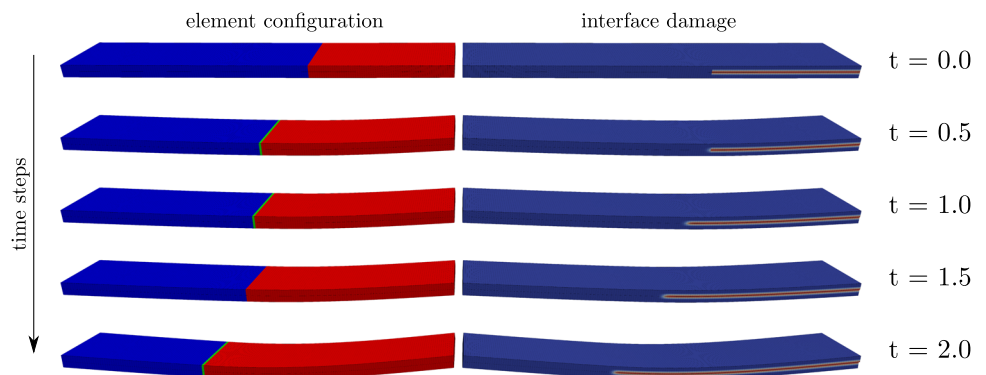 element configuration
interface damage
time steps
t = 0.0
t = 0.5
t = 1.0
t = 1.5
t = 2.0